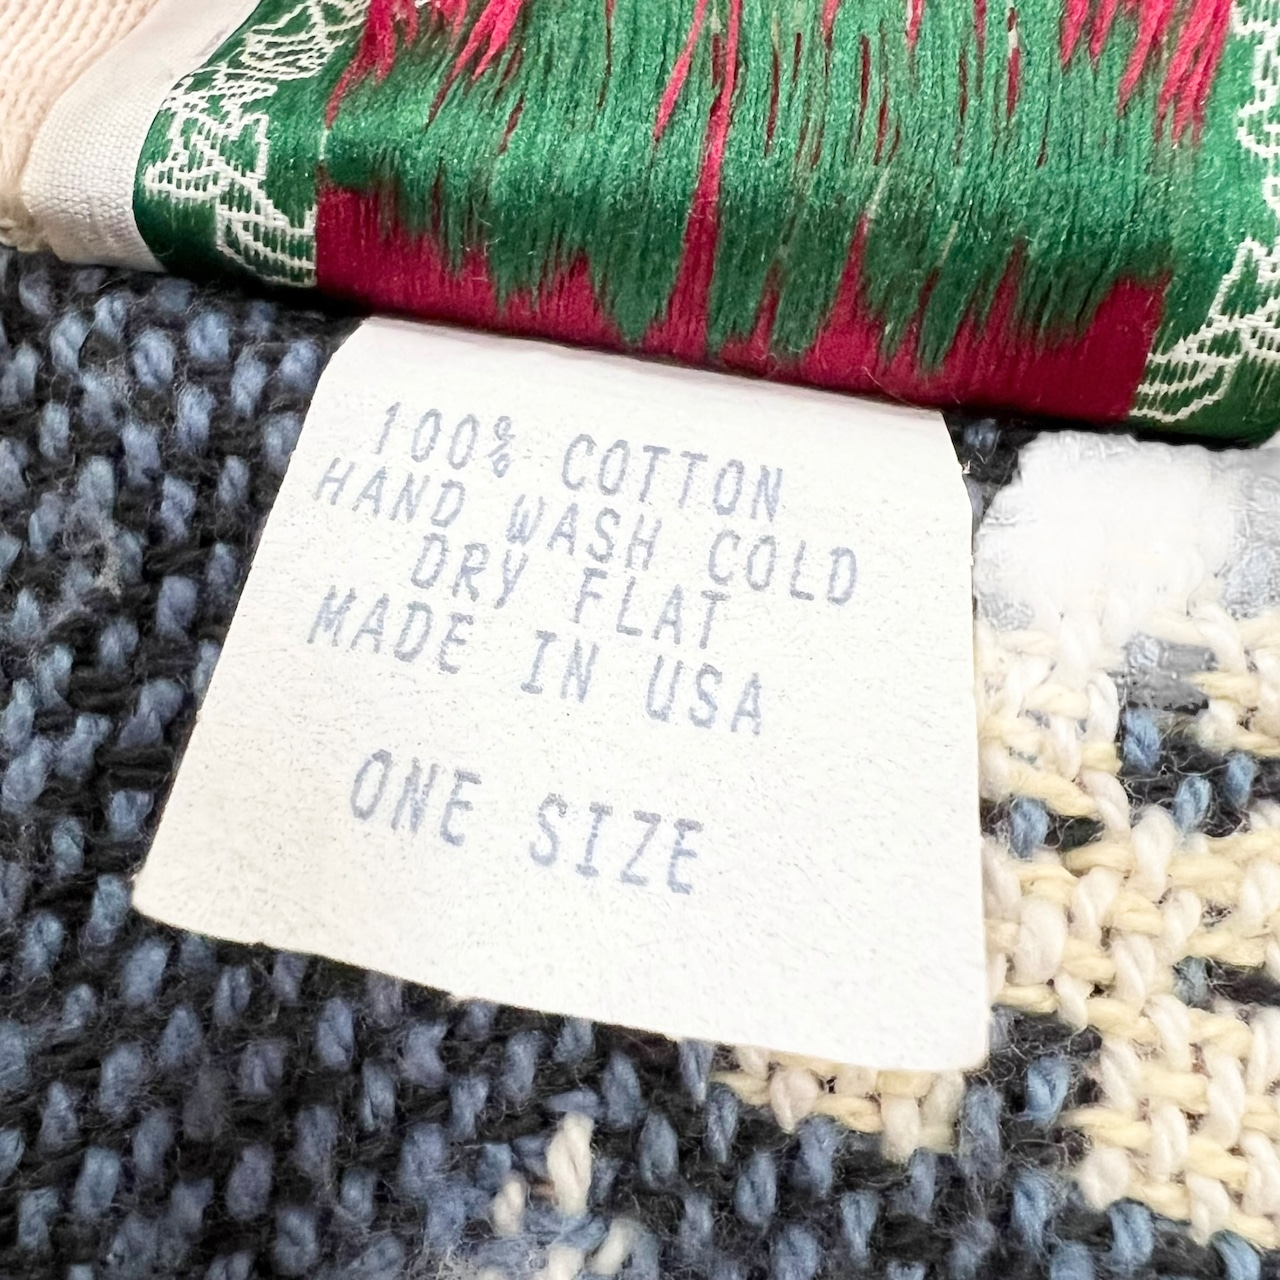 100% COTTON
HAND WASH COLD
DRY FLAT
MADE IN USA
ONE SIZE